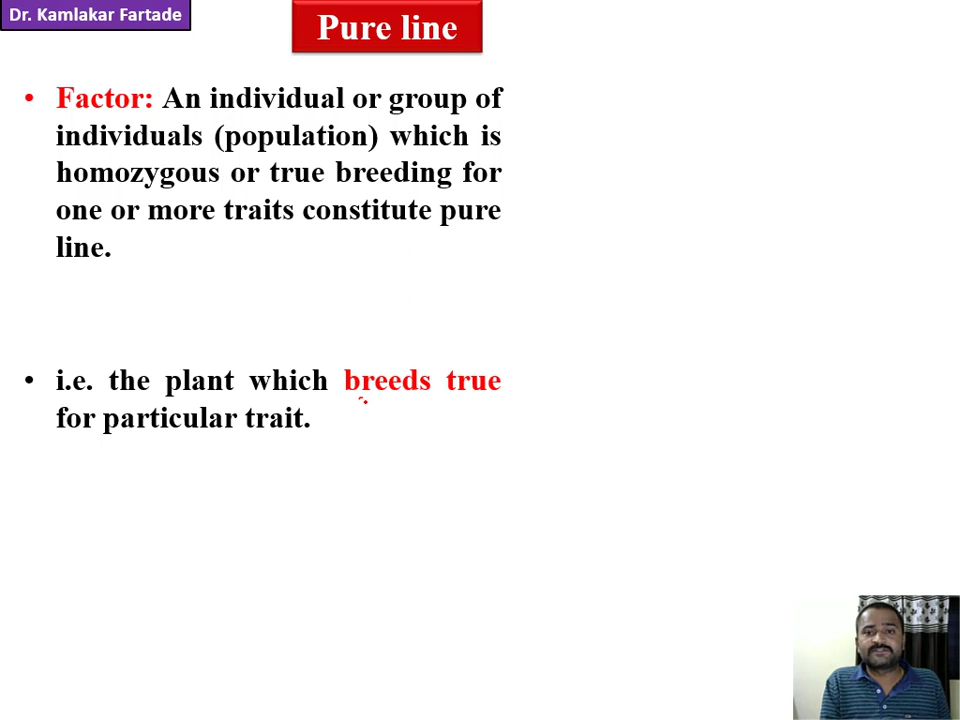 Dr. Kamlakar Fartade
Pure line
• Factor: An individual or group of
individuals (population) which is
homozygous or true breeding for
one or more traits constitute pure
line.
• i.e. the plant which breeds true
for particular trait.